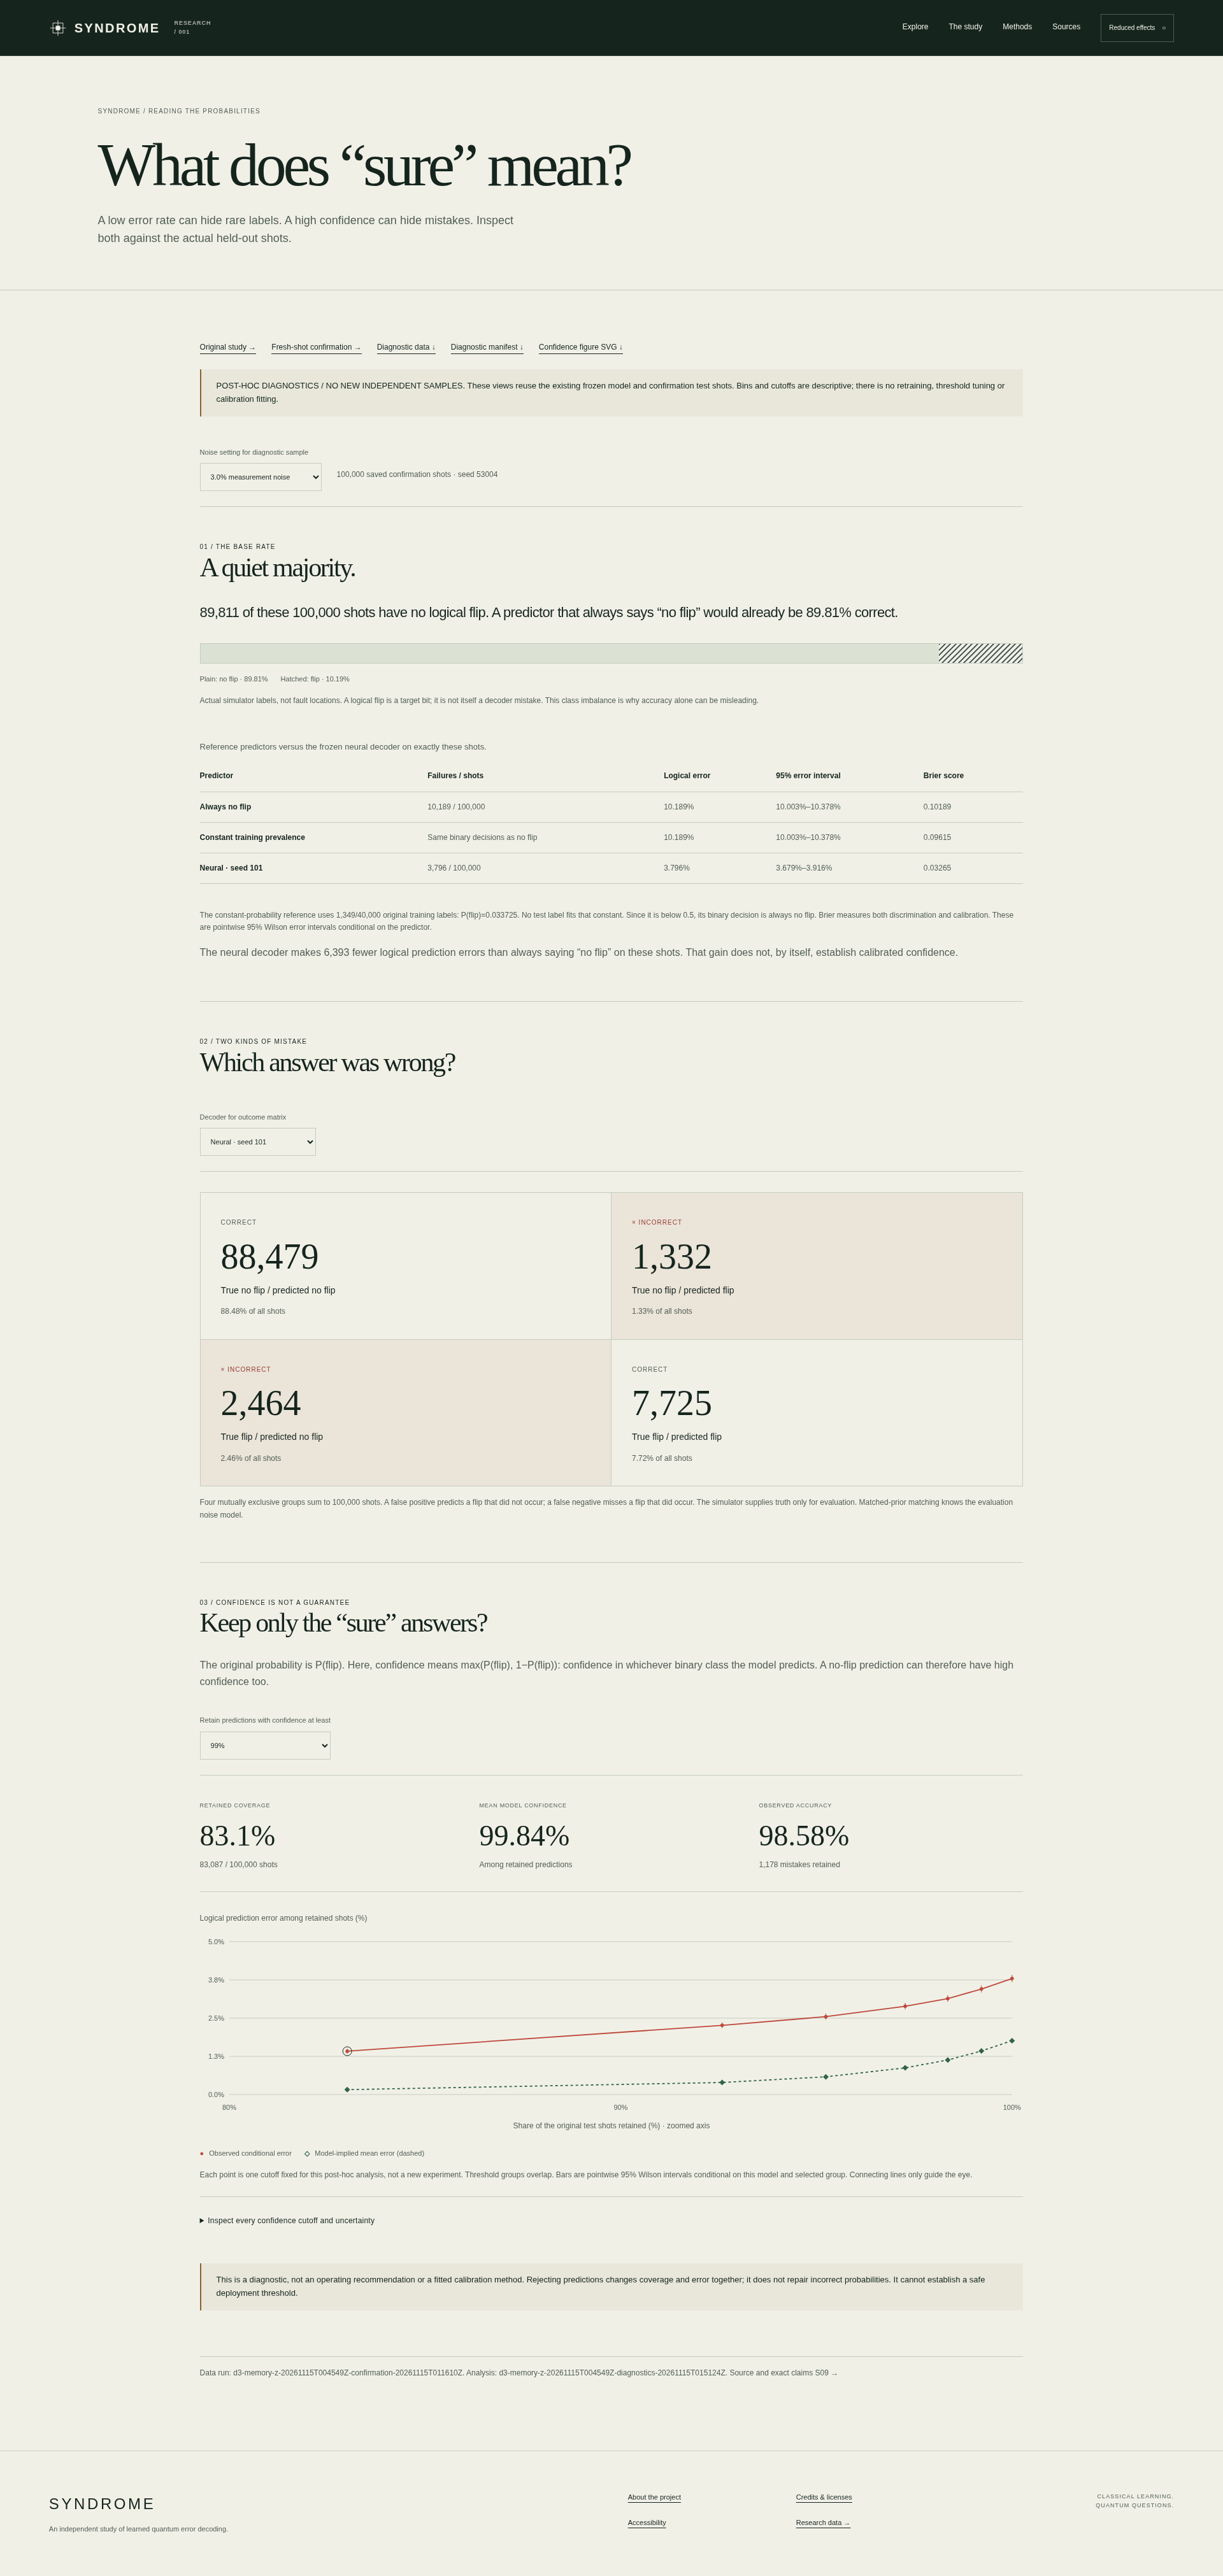 SYNDROME
RESEARCH
/ 001
Explore The study Methods Sources Reduced effects
SYNDROME / READING THE PROBABILITIES
What does “sure” mean?
A low error rate can hide rare labels. A high confidence can hide mistakes. Inspect
both against the actual held-out shots.
Original study → Fresh-shot confirmation → Diagnostic data ↓ Diagnostic manifest ↓ Confidence figure SVG ↓
POST-HOC DIAGNOSTICS / NO NEW INDEPENDENT SAMPLES. These views reuse the existing frozen model and confirmation test shots. Bins and cutoffs are descriptive; there is no retraining, threshold tuning or
calibration fitting.
Noise setting for diagnostic sample
3.0% measurement noise 100,000 saved confirmation shots · seed 53004
01 / THE BASE RATE
A quiet majority.
89,811 of these 100,000 shots have no logical flip. A predictor that always says “no flip” would already be 89.81% correct.
Plain: no flip · 89.81% Hatched: flip · 10.19%
Actual simulator labels, not fault locations. A logical flip is a target bit; it is not itself a decoder mistake. This class imbalance is why accuracy alone can be misleading.
Reference predictors versus the frozen neural decoder on exactly these shots.
Predictor Failures / shots Logical error 95% error interval Brier score
Always no flip 10,189 / 100,000 10.189% 10.003%–10.378% 0.10189
Constant training prevalence Same binary decisions as no flip 10.189% 10.003%–10.378% 0.09615
Neural · seed 101 3,796 / 100,000 3.796% 3.679%–3.916% 0.03265
The constant-probability reference uses 1,349/40,000 original training labels: P(flip)=0.033725. No test label fits that constant. Since it is below 0.5, its binary decision is always no flip. Brier measures both discrimination and calibration. These
are pointwise 95% Wilson error intervals conditional on the predictor.
The neural decoder makes 6,393 fewer logical prediction errors than always saying “no flip” on these shots. That gain does not, by itself, establish calibrated confidence.
02 / TWO KINDS OF MISTAKE
Which answer was wrong?
Decoder for outcome matrix
Neural · seed 101
CORRECT
88,479
True no flip / predicted no flip
88.48% of all shots
× INCORRECT
1,332
True no flip / predicted flip
1.33% of all shots
× INCORRECT
2,464
True flip / predicted no flip
2.46% of all shots
CORRECT
7,725
True flip / predicted flip
7.72% of all shots
Four mutually exclusive groups sum to 100,000 shots. A false positive predicts a flip that did not occur; a false negative misses a flip that did occur. The simulator supplies truth only for evaluation. Matched-prior matching knows the evaluation
noise model.
03 / CONFIDENCE IS NOT A GUARANTEE
Keep only the “sure” answers?
The original probability is P(flip). Here, confidence means max(P(flip), 1−P(flip)): confidence in whichever binary class the model predicts. A no-flip prediction can therefore have high
confidence too.
Retain predictions with confidence at least
99%
RETAINED COVERAGE
83.1%
83,087 / 100,000 shots
MEAN MODEL CONFIDENCE
99.84%
Among retained predictions
OBSERVED ACCURACY
98.58%
1,178 mistakes retained
Logical prediction error among retained shots (%)
5.0%
3.8%
2.5%
1.3%
0.0%
80% 90% 100%
Share of the original test shots retained (%) · zoomed axis
Observed conditional error Model-implied mean error (dashed)
Each point is one cutoff fixed for this post-hoc analysis, not a new experiment. Threshold groups overlap. Bars are pointwise 95% Wilson intervals conditional on this model and selected group. Connecting lines only guide the eye.
Inspect every confidence cutoff and uncertainty
This is a diagnostic, not an operating recommendation or a fitted calibration method. Rejecting predictions changes coverage and error together; it does not repair incorrect probabilities. It cannot establish a safe
deployment threshold.
Data run: d3-memory-z-20261115T004549Z-confirmation-20261115T011610Z. Analysis: d3-memory-z-20261115T004549Z-diagnostics-20261115T015124Z. Source and exact claims S09 →
SYNDROME
An independent study of learned quantum error decoding.
About the project
Accessibility
Credits & licenses
Research data →
CLASSICAL LEARNING.
QUANTUM QUESTIONS.